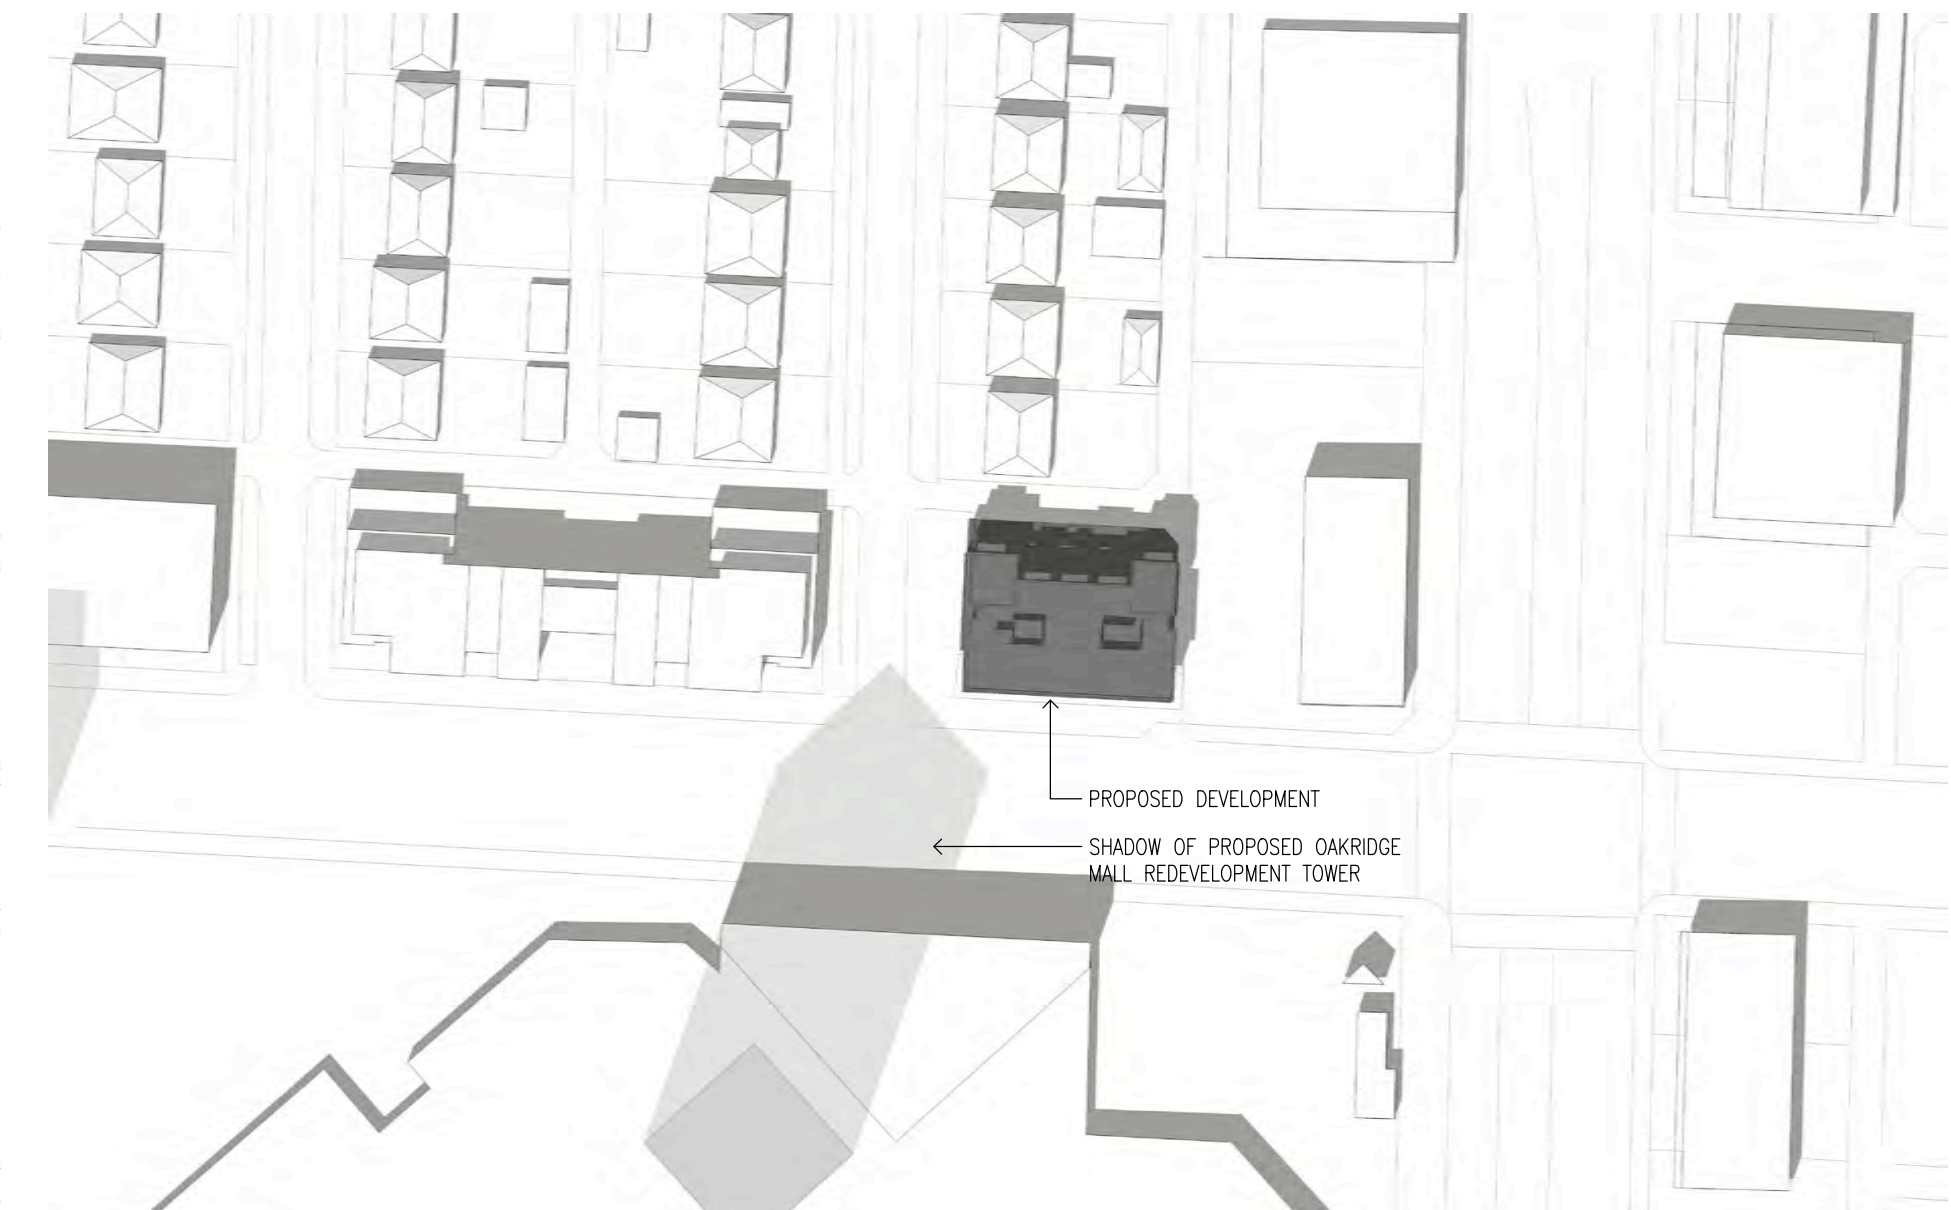 PROPOSED DEVELOPMENT
SHADOW OF PROPOSED OAKRIDGE
MALL REDEVELOPMENT TOWER